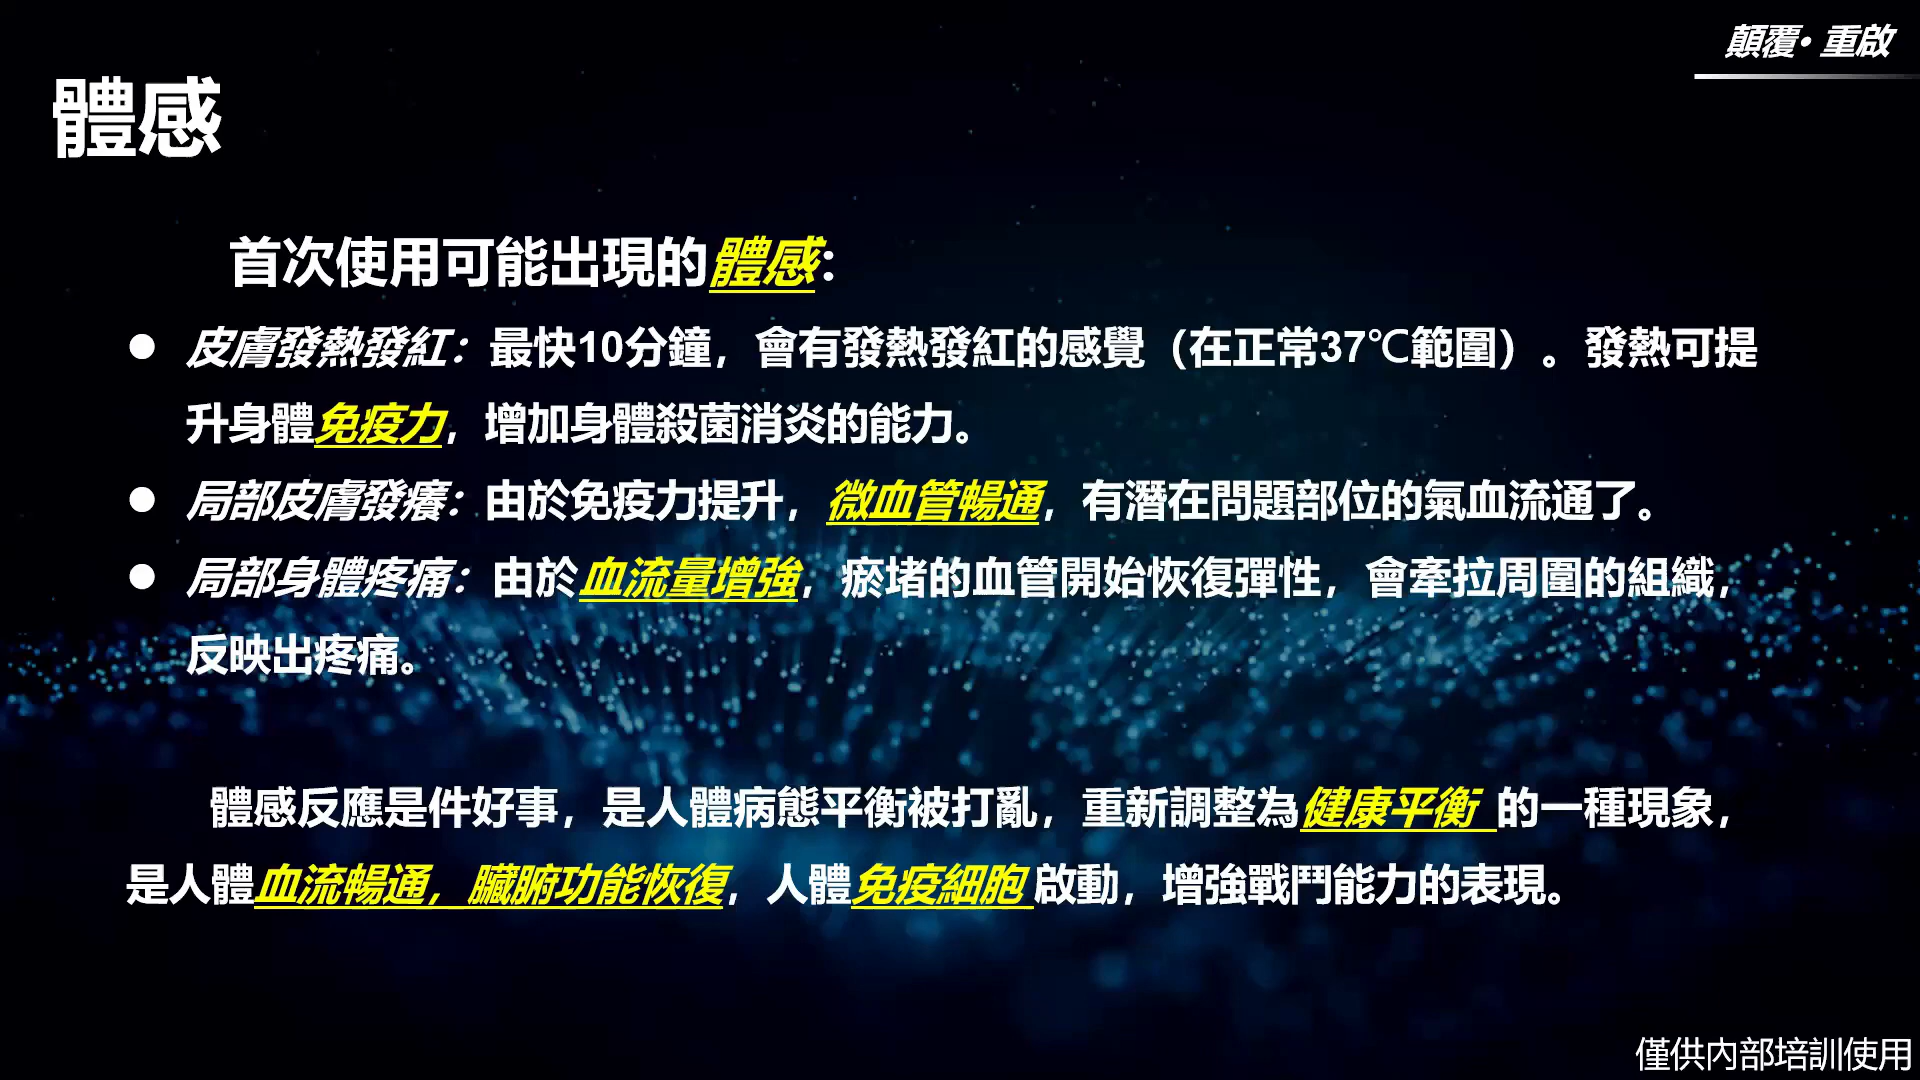 顛覆•重啟
體感
首次使用可能出現的體感:
● 皮膚發熱發紅：最快10分鐘，會有發熱發紅的感覺（在正常37℃範圍）。發熱可提
升身體免疫力，增加身體殺菌消炎的能力。
● 局部皮膚發癢：由於免疫力提升，微血管暢通，有潛在問題部位的氣血流通了。
● 局部身體疼痛：由於血流量增強，瘀堵的血管開始恢復彈性，會牽拉周圍的組織，
反映出疼痛。
體感反應是件好事，是人體病態平衡被打亂，重新調整為健康平衡 的一種現象，
是人體血流暢通，臟腑功能恢復，人體免疫細胞 啟動，增強戰鬥能力的表現。
僅供內部培訓使用